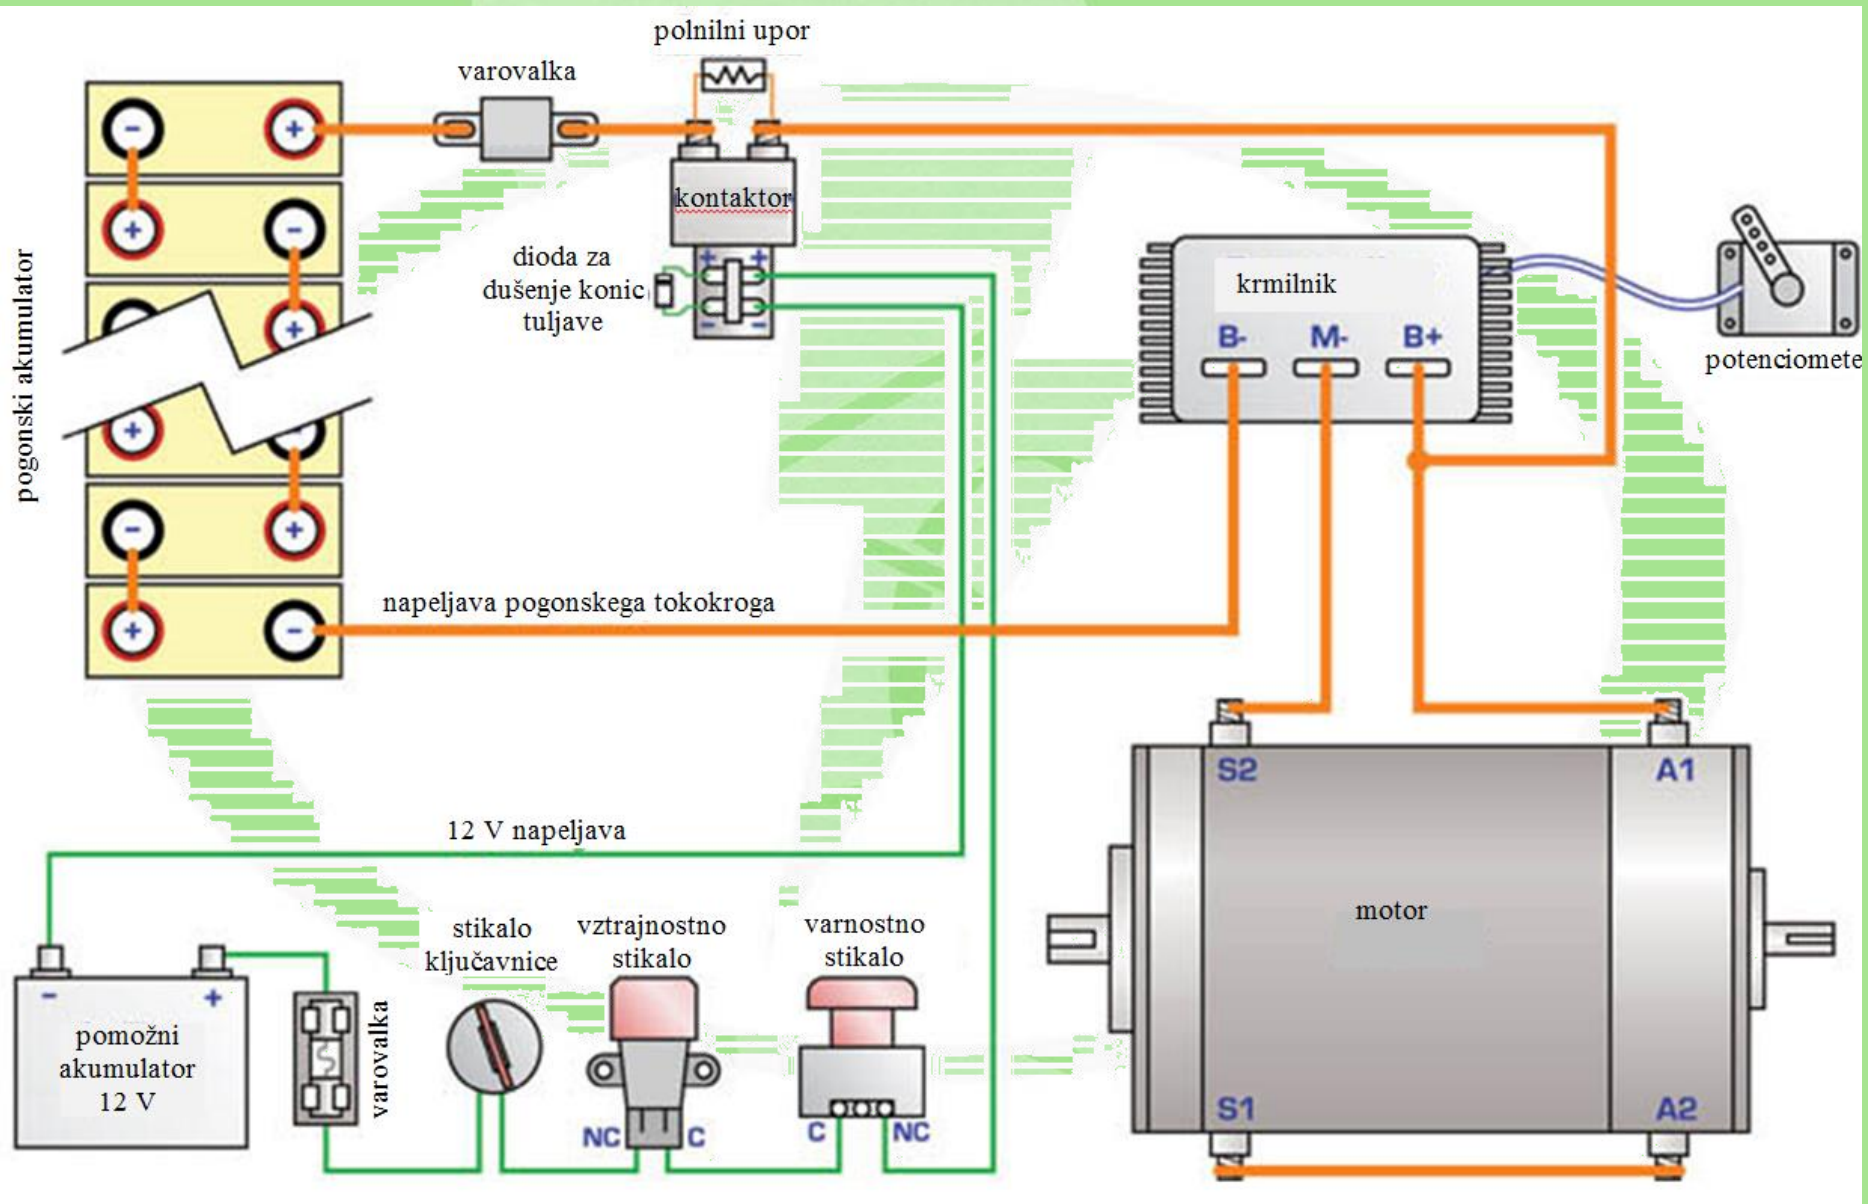 polnilni upor
varovalka
- +
kontaktor
+ -
pogonski akumulator
dioda za
dušenje konic
tuljave
+ +
- -
krmilnik
B- M- B+
potenciomete
+
+
-
- +
napeljava pogonskega tokokroga
+ -
S2 A1
12 V napeljava
motor
stikalo
ključavnice
vztrajnostno
stikalo
varnostno
stikalo
- +
pomožni
akumulator
12 V
varovalka
NC C
C NC
S1 A2